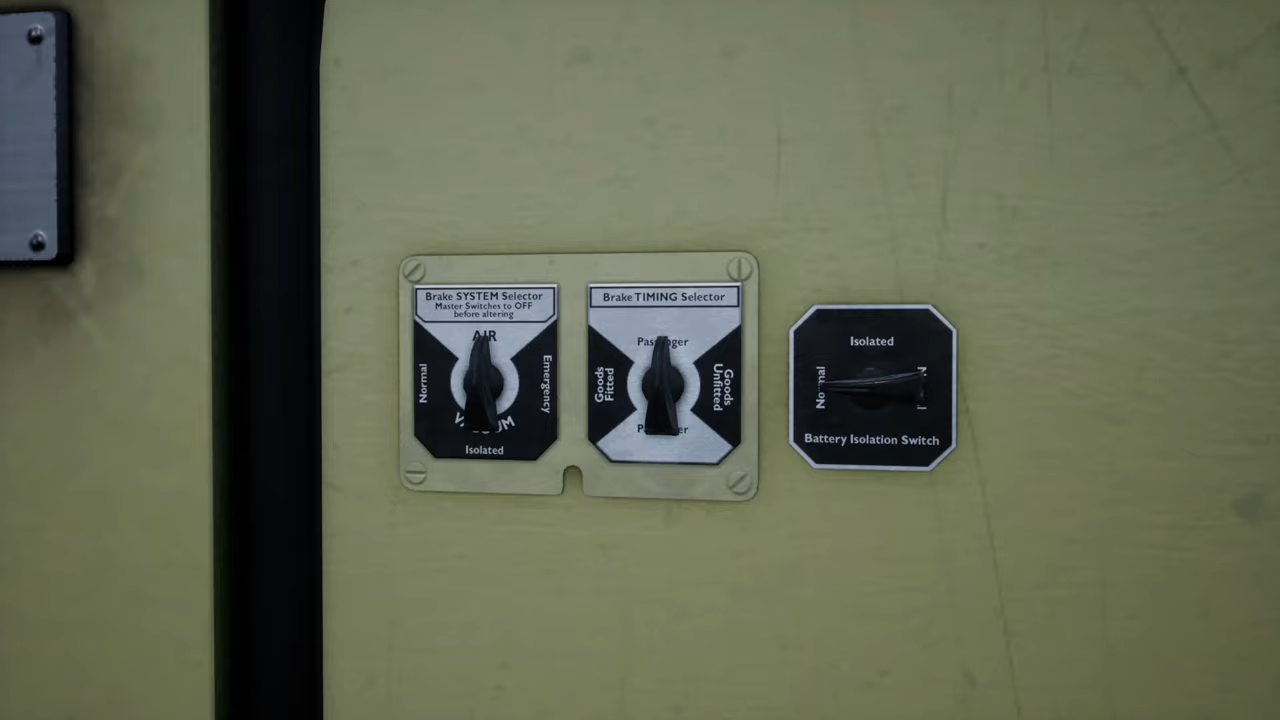 Brake SYSTEM Selector
Master Switches to OFF
before altering
AIR
Normal
Emergency
Isolated
Brake TIMING Selector
Goods
Fitted
Goods
Unfitted
Isolated
Battery Isolation Switch